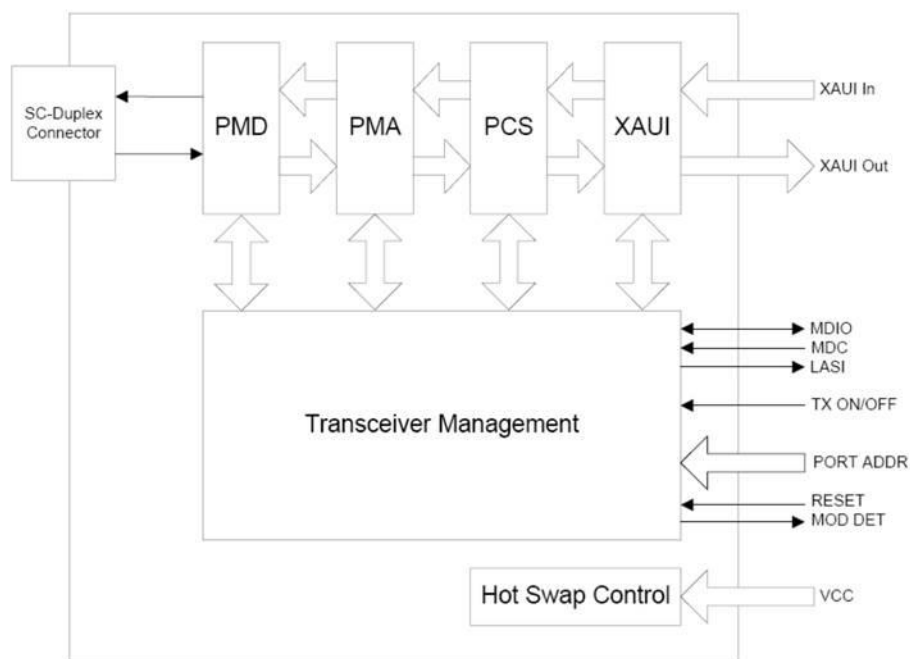 SC-Duplex
Connector
PMD
PMA
PCS
XAUI
XAUI In
XAUI Out
MDIO
MDC
LASI
Transceiver Management
TX ON/OFF
PORT ADDR
RESET
MOD DET
Hot Swap Control
VCC